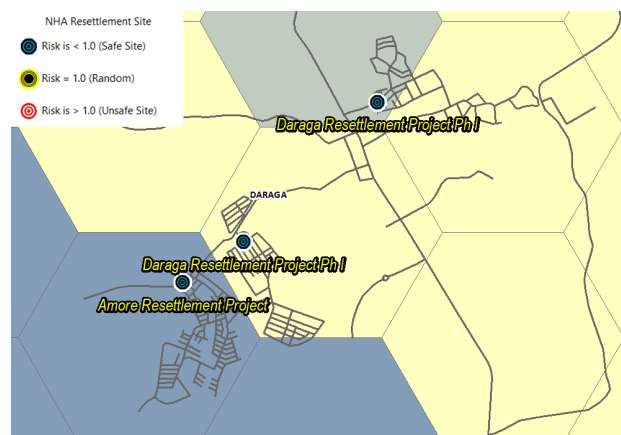 NHA Resettlement Site
Risk is < 1.0 (Safe Site)
Risk = 1.0 (Random)
Risk is > 1.0 (Unsafe Site)
Daraga Resettlement Project Ph I
DARAGA
Daraga Resettlement Project Ph I
Amore Resettlement Project